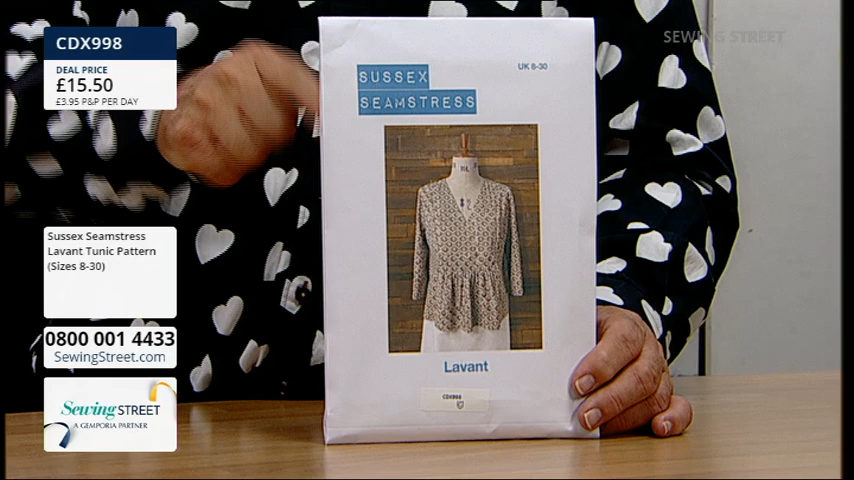 CDX998
DEAL PRICE
£15.50
£3.95 P&P PER DAY
Sussex Seamstress
Lavant Tunic Pattern
(Sizes 8-30)
0800 001 4433
SewingStreet.com
Sewing STREET
A GEMPORIA PARTNER
SEWING STREET
UK 8-30
SUSSEX
SEAMSTRESS
Lavant
CDX998